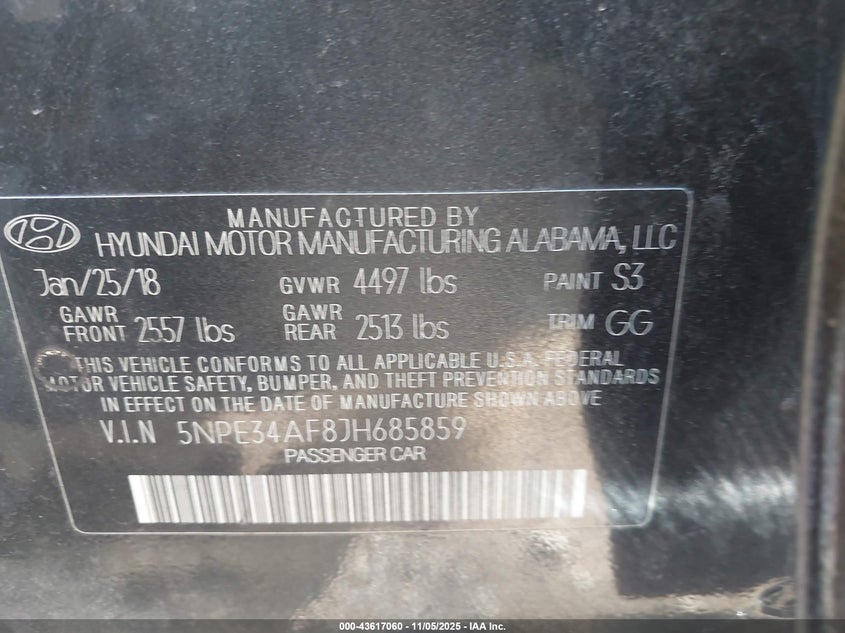 MANUFACTURED BY
HYUNDAI MOTOR MANUFACTURING ALABAMA, LLC
Jan/25/18 GVWR 4497 lbs PAINT S3
GAWR FRONT 2557 lbs GAWR REAR 2513 lbs TRIM GG
THIS VEHICLE CONFORMS TO ALL APPLICABLE U.S.A. FEDERAL
MOTOR VEHICLE SAFETY, BUMPER, AND THEFT PREVENTION STANDARDS
IN EFFECT ON THE DATE OF MANUFACTURE SHOWN ABOVE
V.I.N 5NPE34AF8JH685859
PASSENGER CAR
000-43617060 - 11/05/2025 - IAA Inc.